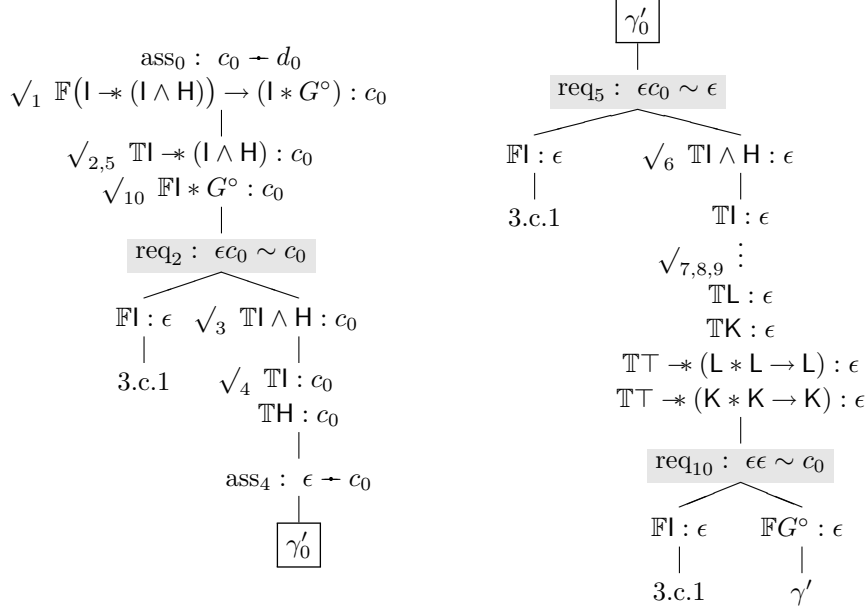 ass₀ : c₀ ⤙ d₀
√₁ 𝔽(I −∗ (I ∧ H)) → (I ∗ G°) : c₀
√₂,₅ 𝕋I −∗ (I ∧ H) : c₀
√₁₀ 𝔽I ∗ G° : c₀
req₂ : ϵc₀ ∼ c₀
𝔽I : ϵ √₃ 𝕋I ∧ H : c₀
3.c.1 √₄ 𝕋I : c₀
𝕋H : c₀
ass₄ : ϵ ⤙ c₀
γ′₀
γ′₀
req₅ : ϵc₀ ∼ ϵ
𝔽I : ϵ √₆ 𝕋I ∧ H : ϵ
3.c.1 𝕋I : ϵ
√₇,₈,₉ ⋮
𝕋L : ϵ
𝕋K : ϵ
𝕋⊤ −∗ (L ∗ L → L) : ϵ
𝕋⊤ −∗ (K ∗ K → K) : ϵ
req₁₀ : ϵϵ ∼ c₀
𝔽I : ϵ 𝔽G° : ϵ
3.c.1 γ′